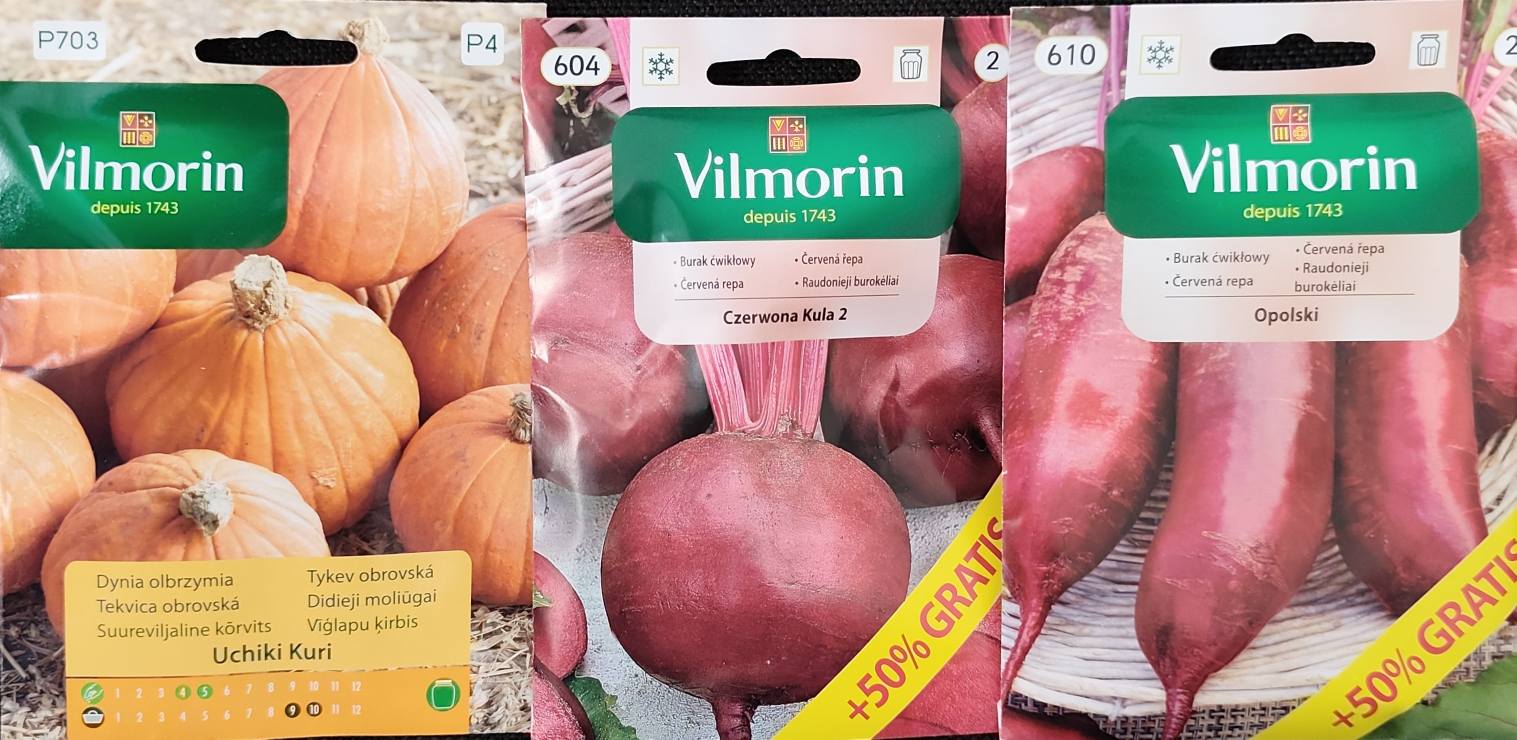 P703
P4
Vilmorin
depuis 1743
Dynia olbrzymia
Tekvica obrovská
Suureviljaline kõrvits
Tykev obrovská
Didieji moliūgai
Vīģlapu ķirbis
Uchiki Kuri
1 2 3 4 5 6 7 8 9 10 11 12
1 2 3 4 5 6 7 8 9 10 11 12
604
2
Vilmorin
depuis 1743
• Burak ćwikłowy
• Červená repa
• Červená řepa
• Raudonieji burokėliai
Czerwona Kula 2
+50% GRATIS
610
2
Vilmorin
depuis 1743
• Burak ćwikłowy
• Červená repa
• Červená řepa
• Raudonieji
burokėliai
Opolski
+50% GRATIS